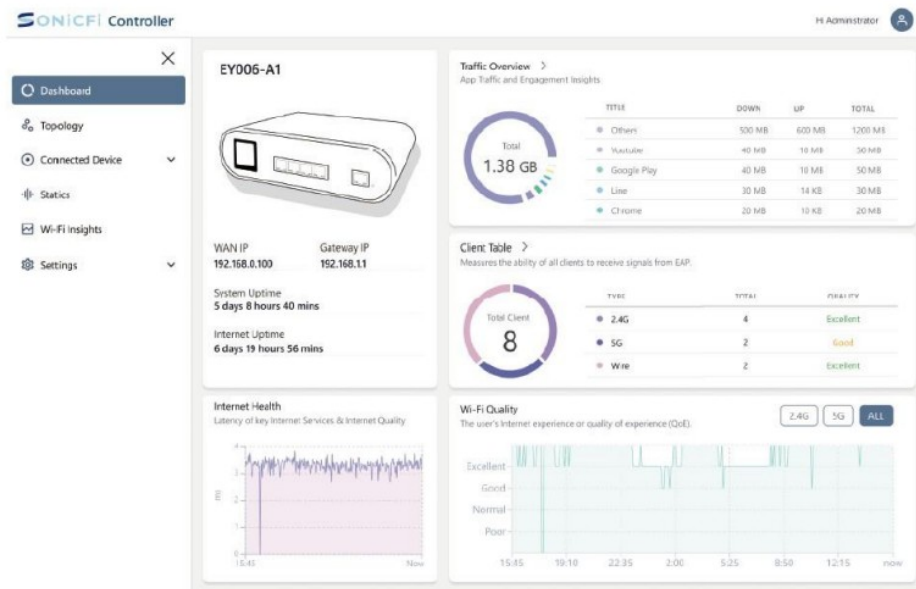 SONiCFi Controller
Hi Administrator
Dashboard
Topology
Connected Device
Statics
Wi-Fi Insights
Settings
EY006-A1
WAN IP
Gateway IP
192.168.0.100
192.168.1.1
System Uptime
5 days 8 hours 40 mins
Internet Uptime
6 days 19 hours 56 mins
Traffic Overview >
App Traffic and Engagement Insights
Total
1.38 GB
TITLE DOWN UP TOTAL
Others 500 MB 600 MB 1200 MB
Youtube 40 MB 10 MB 50 MB
Google Play 40 MB 10 MB 50 MB
Line 30 MB 14 KB 30 MB
Chrome 20 MB 10 KB 20 MB
Client Table >
Measures the ability of all clients to receive signals from EAP.
Total Client
8
TYPE TOTAL QUALITY
2.4G 4 Excellent
5G 2 Good
Wire 2 Excellent
Internet Health
Latency of key Internet Services & Internet Quality
4
3
2
1
0
ms
15:45 Now
Wi-Fi Quality
The user's Internet experience or quality of experience (QoE).
2.4G 5G ALL
Excellent
Good
Normal
Poor
15:45 19:10 22:35 2:00 5:25 8:50 12:15 now